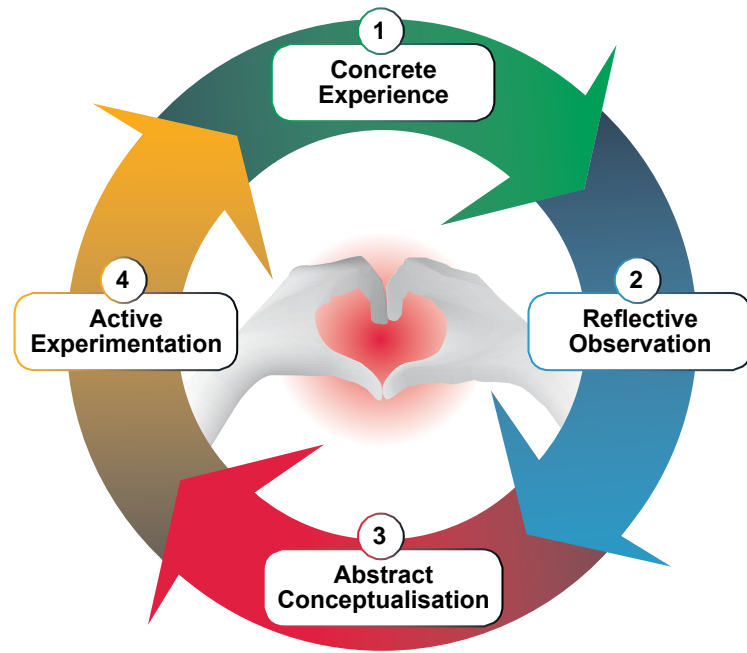 1
Concrete
Experience
2
Reflective
Observation
3
Abstract
Conceptualisation
4
Active
Experimentation